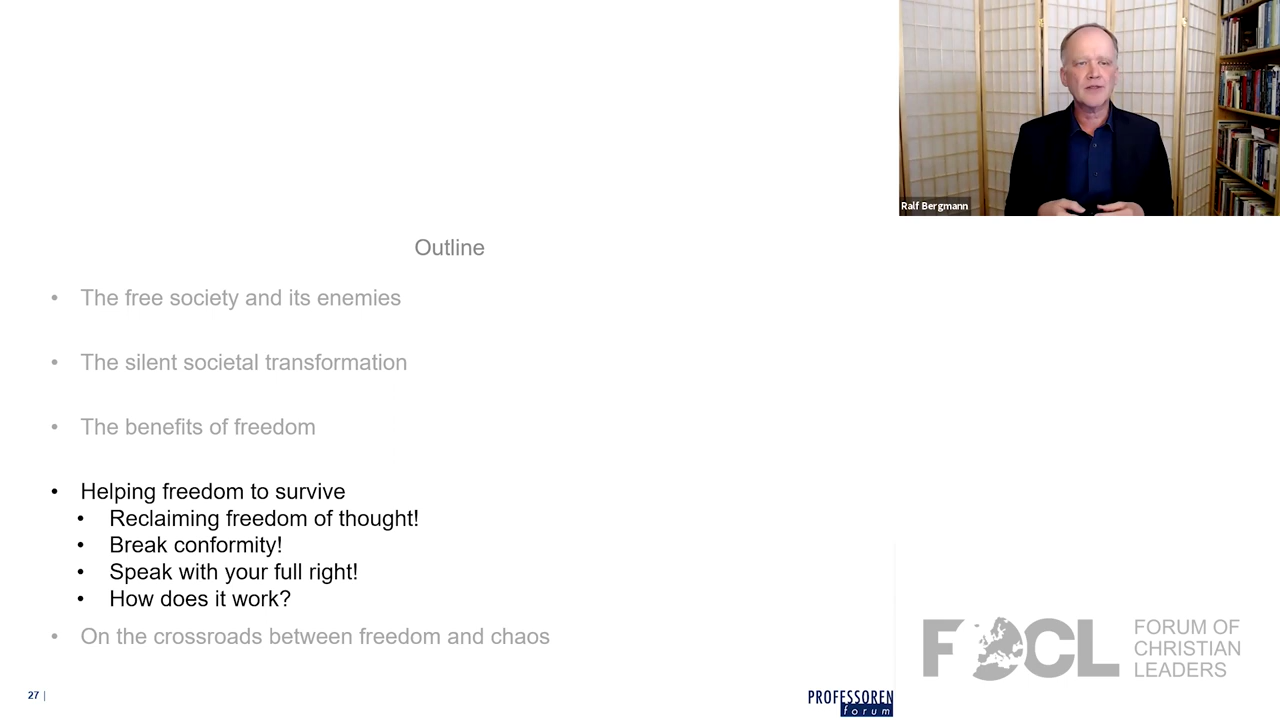 Ralf Bergmann
Outline
• The free society and its enemies
• The silent societal transformation
• The benefits of freedom
• Helping freedom to survive
• Reclaiming freedom of thought!
• Break conformity!
• Speak with your full right!
• How does it work?
• On the crossroads between freedom and chaos
27 |
PROFESSOREN
forum
FOCL
FORUM OF
CHRISTIAN
LEADERS